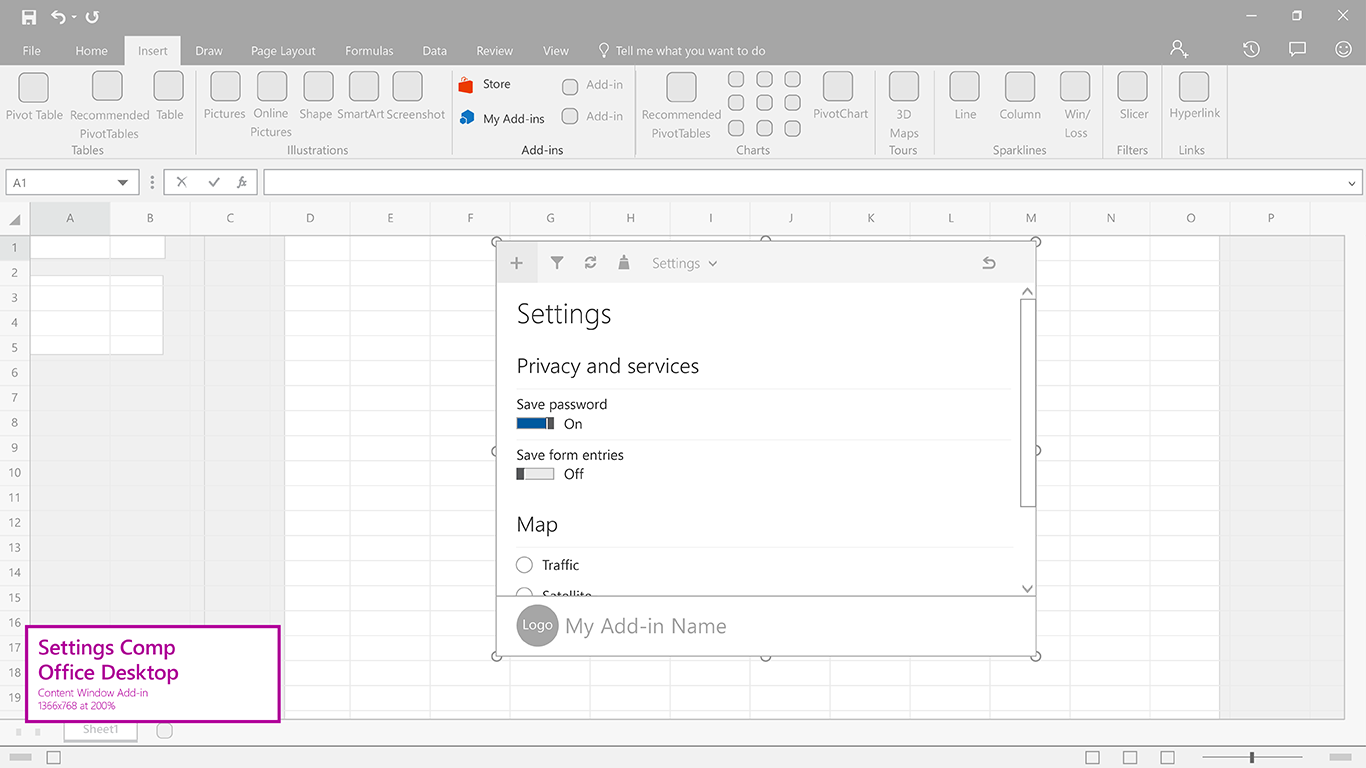 File Home Insert Draw Page Layout Formulas Data Review View Tell me what you want to do
Pivot Table
Recommended
PivotTables
Table
Tables
Pictures
Online
Pictures
Shape
SmartArt
Screenshot
Illustrations
Store
My Add-ins
Add-in
Add-in
Add-ins
Recommended
PivotTables
PivotChart
Charts
3D
Maps
Tours
Line
Column
Win/
Loss
Sparklines
Slicer
Filters
Hyperlink
Links
A1
fx
A B C D E F G H I J K L M N O P
1
2
3
4
5
6
7
8
9
10
11
12
13
14
15
16
17
18
19
Settings
Settings
Privacy and services
Save password
On
Save form entries
Off
Map
Traffic
Satellite
Logo
My Add-in Name
Settings Comp
Office Desktop
Content Window Add-in
1366x768 at 200%
Sheet1